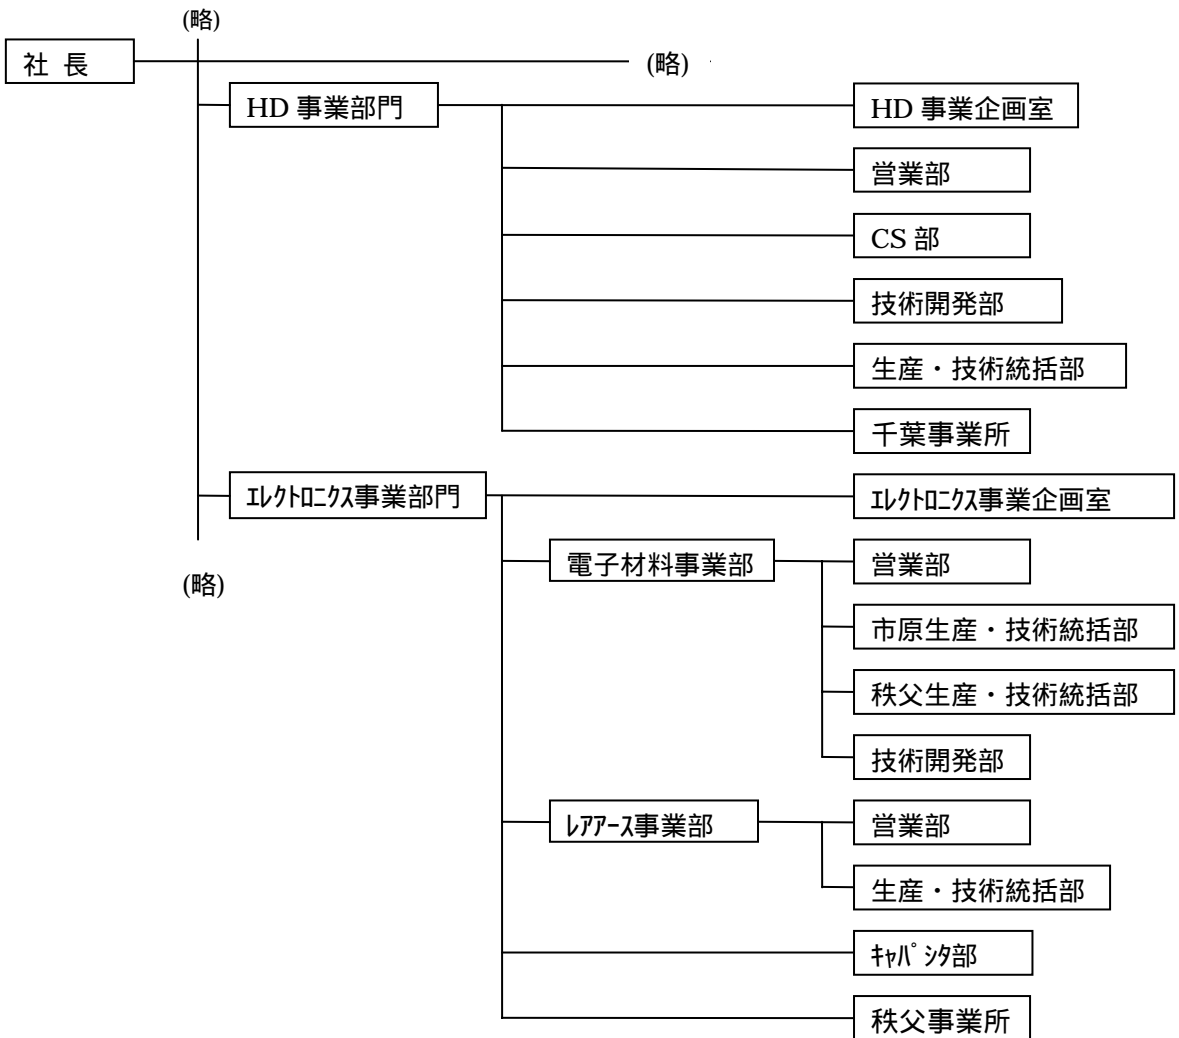 (略)
社 長
(略)
HD 事業部門
HD 事業企画室
営業部
CS 部
技術開発部
生産・技術統括部
千葉事業所
ｴﾚｸﾄﾛﾆｸｽ事業部門
ｴﾚｸﾄﾛﾆｸｽ事業企画室
電子材料事業部
営業部
(略)
市原生産・技術統括部
秩父生産・技術統括部
技術開発部
ﾚｱｱｰｽ事業部
営業部
生産・技術統括部
ｷｬﾊﾟｼﾀ部
秩父事業所